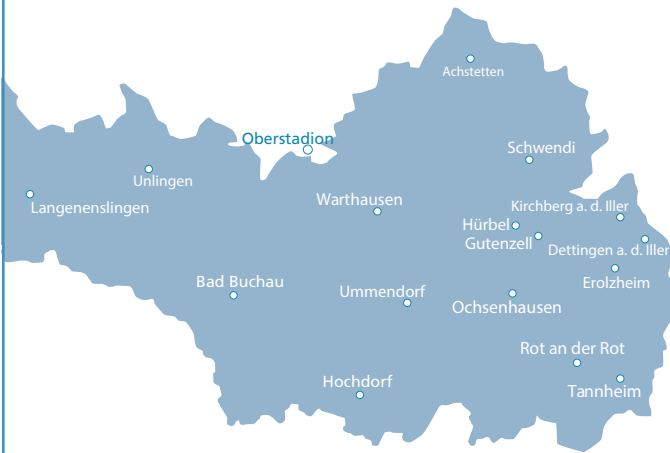 Achstetten
Oberstadion
Schwendi
Unlingen
Langenenslingen
Warthausen
Kirchberg a. d. Iller
Hürbel
Gutenzell
Dettingen a. d. Iller
Bad Buchau
Erolzheim
Ummendorf
Ochsenhausen
Rot an der Rot
Hochdorf
Tannheim